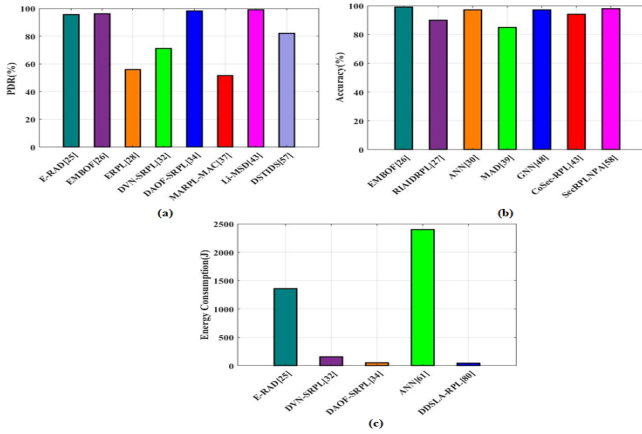 100
80
60
40
20
0
PDR(%)
E-RAD[25]
EMBOF[26]
ERPL[28]
DVN-SRPL[32]
DAOF-SRPL[34]
MARPL-MAC[37]
Li-MSD[43]
DSTIDS[57]
(a)
100
80
60
40
20
0
Accuracy(%)
EMBOF[26]
RIAIDRPL[27]
ANN[30]
MAD[39]
GNN[48]
CoSec-RPL[43]
SecRPLNPA[58]
(b)
2500
2000
1500
1000
500
0
Energy Consumption(J)
E-RAD[25]
DVN-SRPL[32]
DAOF-SRPL[34]
ANN[61]
DDSLA-RPL[80]
(c)